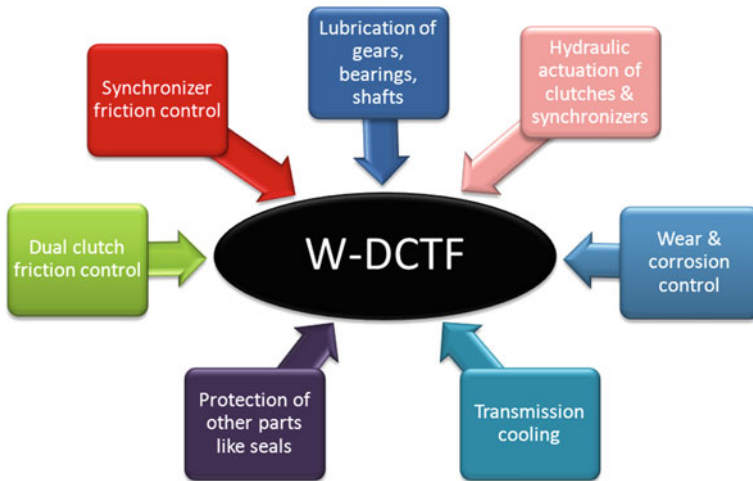 Lubrication of
gears,
bearings,
shafts
Hydraulic
actuation of
clutches &
synchronizers
Synchronizer
friction control
Dual clutch
friction control
W-DCTF
Wear &
corrosion
control
Protection of
other parts
like seals
Transmission
cooling